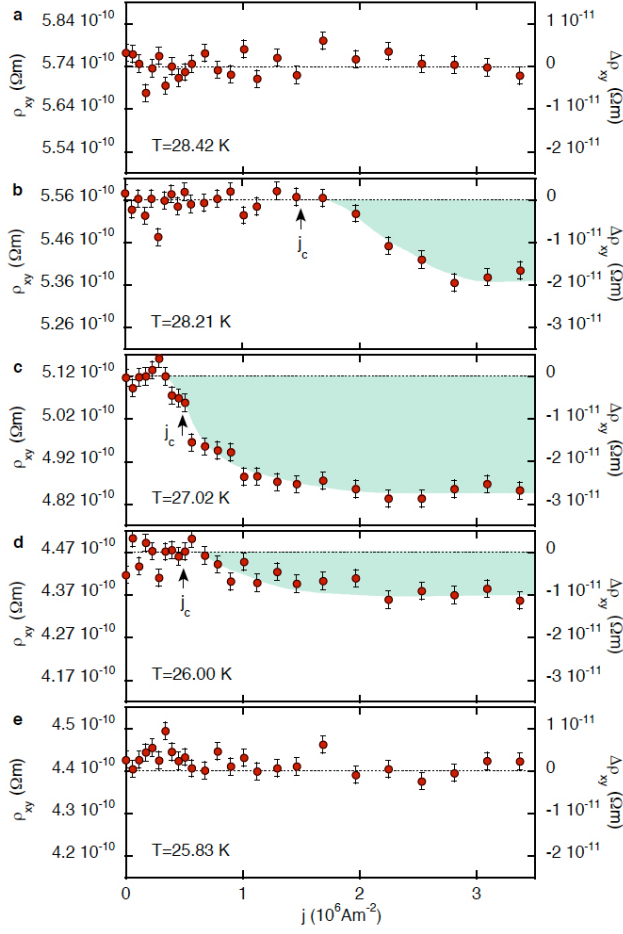 a
5.84 10⁻¹⁰
5.74 10⁻¹⁰
5.64 10⁻¹⁰
5.54 10⁻¹⁰
ρxy (Ωm)
T=28.42 K
1 10⁻¹¹
0
-1 10⁻¹¹
-2 10⁻¹¹
Δρxy (Ωm)
b
5.56 10⁻¹⁰
5.46 10⁻¹⁰
5.36 10⁻¹⁰
5.26 10⁻¹⁰
ρxy (Ωm)
jc
T=28.21 K
0
-1 10⁻¹¹
-2 10⁻¹¹
-3 10⁻¹¹
Δρxy (Ωm)
c
5.12 10⁻¹⁰
5.02 10⁻¹⁰
4.92 10⁻¹⁰
4.82 10⁻¹⁰
ρxy (Ωm)
jc
T=27.02 K
0
-1 10⁻¹¹
-2 10⁻¹¹
-3 10⁻¹¹
Δρxy (Ωm)
d
4.47 10⁻¹⁰
4.37 10⁻¹⁰
4.27 10⁻¹⁰
4.17 10⁻¹⁰
ρxy (Ωm)
jc
T=26.00 K
0
-1 10⁻¹¹
-2 10⁻¹¹
-3 10⁻¹¹
Δρxy (Ωm)
e
4.5 10⁻¹⁰
4.4 10⁻¹⁰
4.3 10⁻¹⁰
4.2 10⁻¹⁰
ρxy (Ωm)
T=25.83 K
1 10⁻¹¹
0
-1 10⁻¹¹
-2 10⁻¹¹
Δρxy (Ωm)
0 1 2 3
j (10⁶Am⁻²)